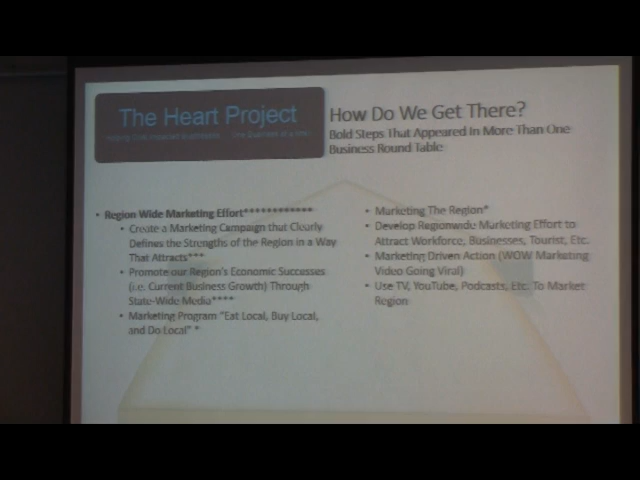 The Heart Project
How Do We Get There?
Bold Steps That Appeared In More Than One
Business Round Table
• Region Wide Marketing Effort************
• Create a Marketing Campaign that Clearly
Defines the Strengths of the Region in a Way
That Attracts***
• Promote our Region's Economic Successes
(i.e. Current Business Growth) Through
State-Wide Media****
• Marketing Program "Eat Local, Buy Local,
and Do Local" *
• Marketing The Region*
• Develop Regionwide Marketing Effort to
Attract Workforce, Businesses, Tourist, Etc.
• Marketing Driven Action (WOW Marketing
Video Going Viral)
• Use TV, YouTube, Podcasts, Etc. To Market
Region